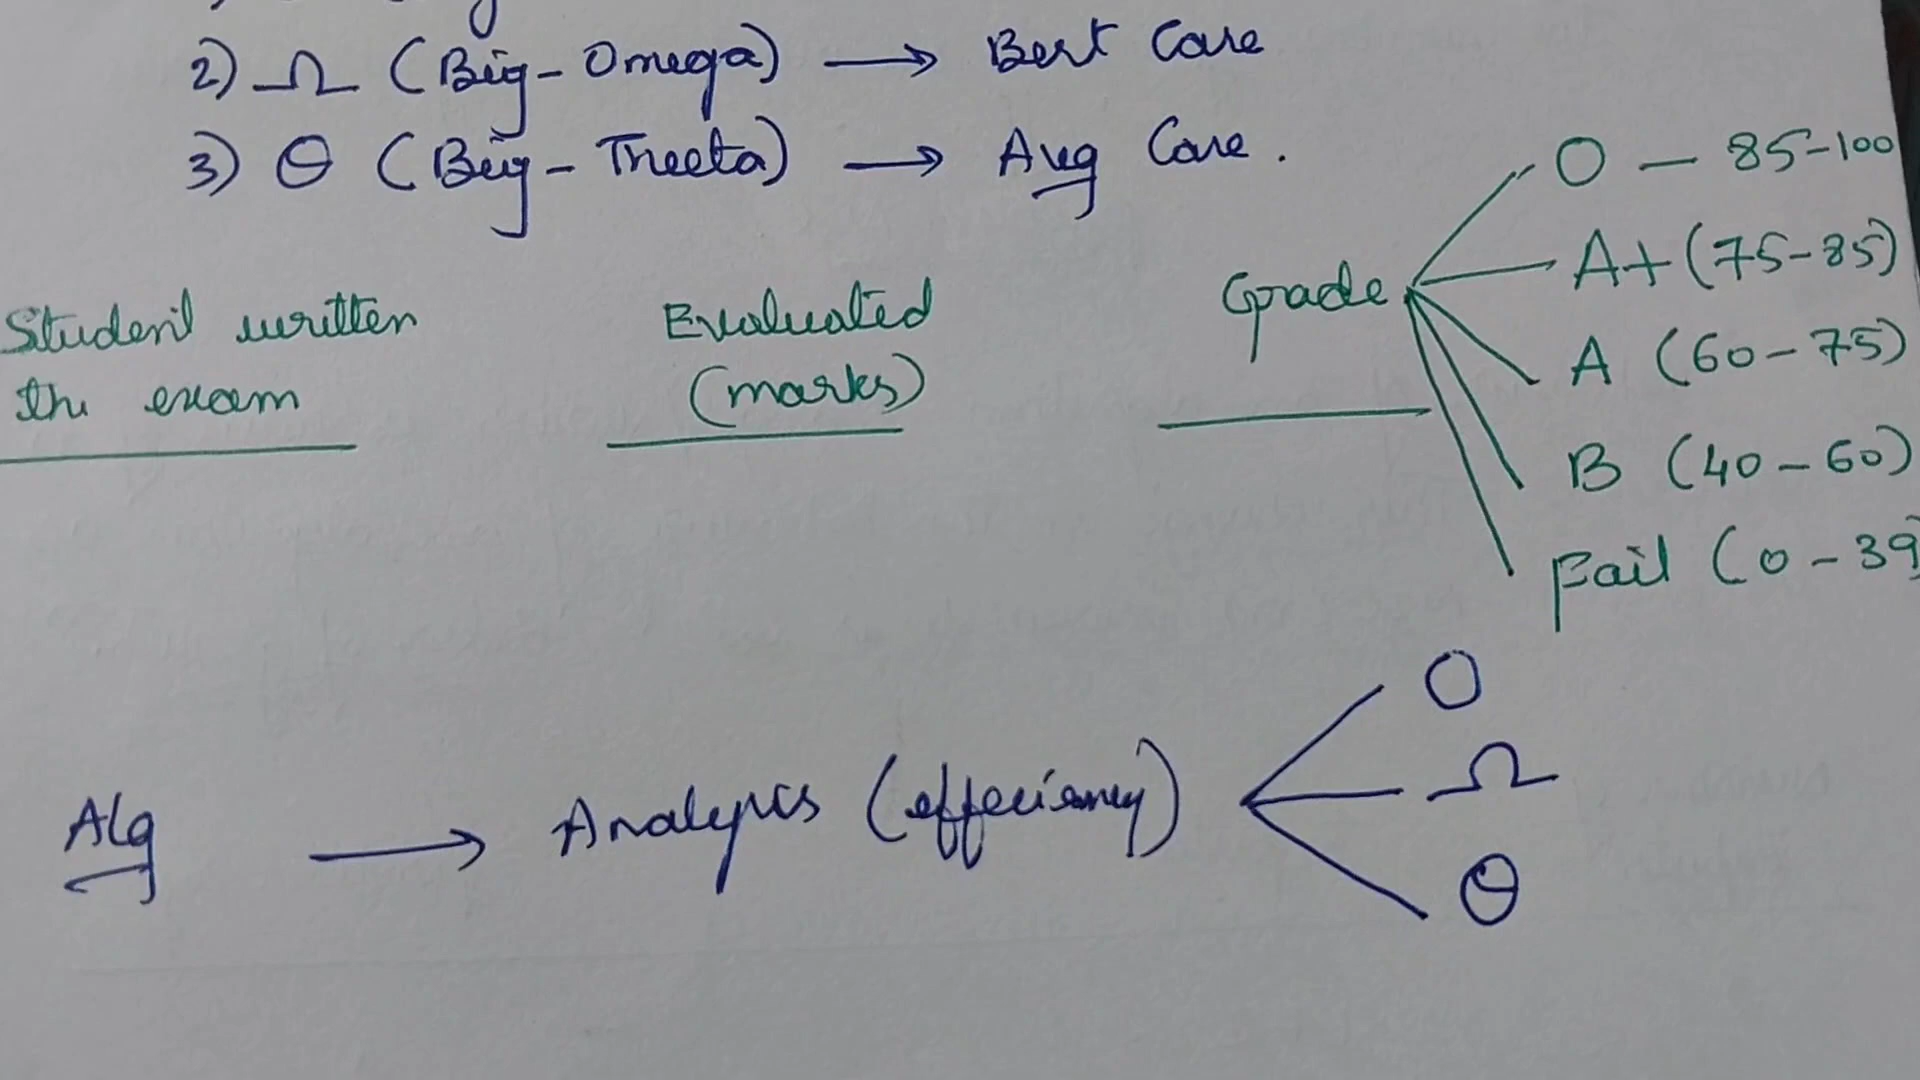 2) Ω (Big-Omega) → Best Case
3) Θ (Big-Theeta) → Avg Case.
Student written the exam
Evaluated (marks)
Grade
O - 85-100
A+ (75-85)
A (60-75)
B (40-60)
Fail (0-39)
Alg → Analysis (effeciency)
O
Ω
Θ